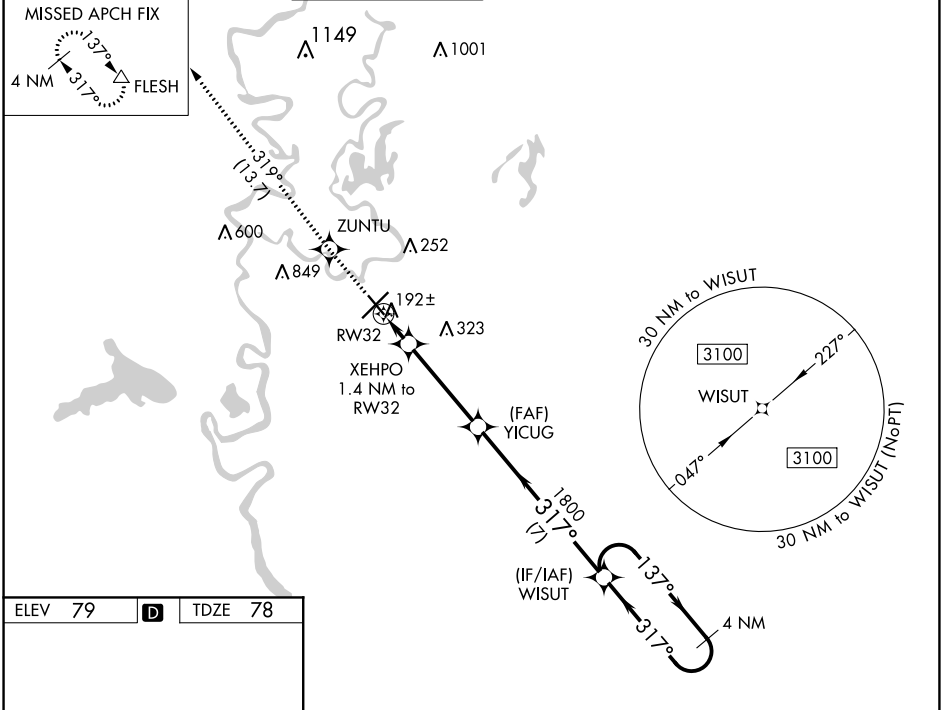 MISSED APCH FIX
137°
4 NM
317°
FLESH
1149
1001
319°
(13.7)
ZUNTU
600
252
849
192±
RW32
323
XEHPO
1.4 NM to
RW32
(FAF)
YICUG
1800
317°
(7)
(IF/IAF)
WISUT
137°
317°
4 NM
30 NM to WISUT
3100
227°
WISUT
047°
3100
30 NM to WISUT (NoPT)
ELEV 79 D TDZE 78